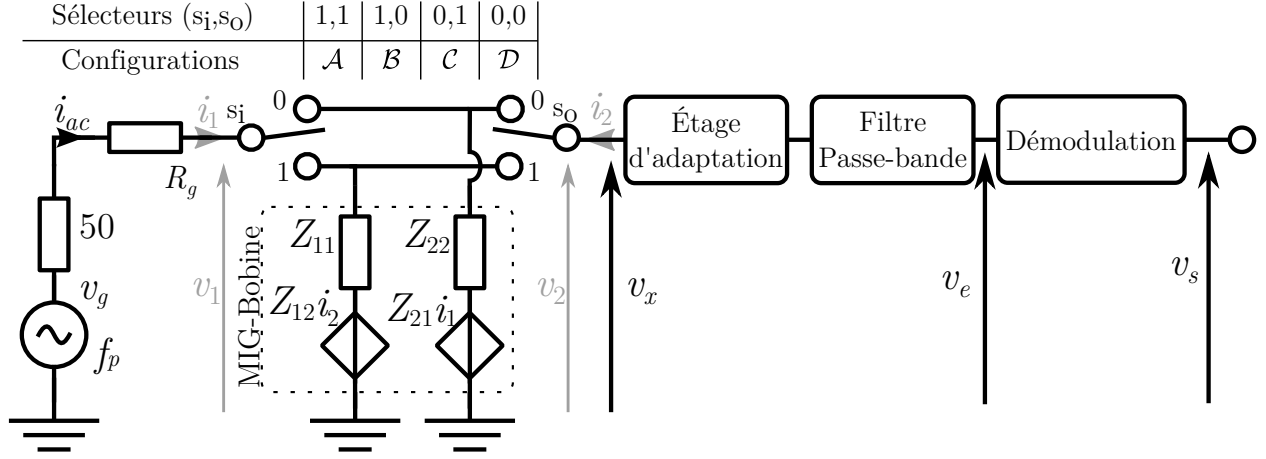 Sélecteurs (si,so) 1,1 1,0 0,1 0,0
Configurations A B C D
iac
Rg
i1
si
0
1
0
1
so
i2
Étage
d'adaptation
Filtre
Passe-bande
Démodulation
50
vg
fp
v1
MIG-Bobine
Z11
Z12i2
Z22
Z21i1
v2
vx
ve
vs